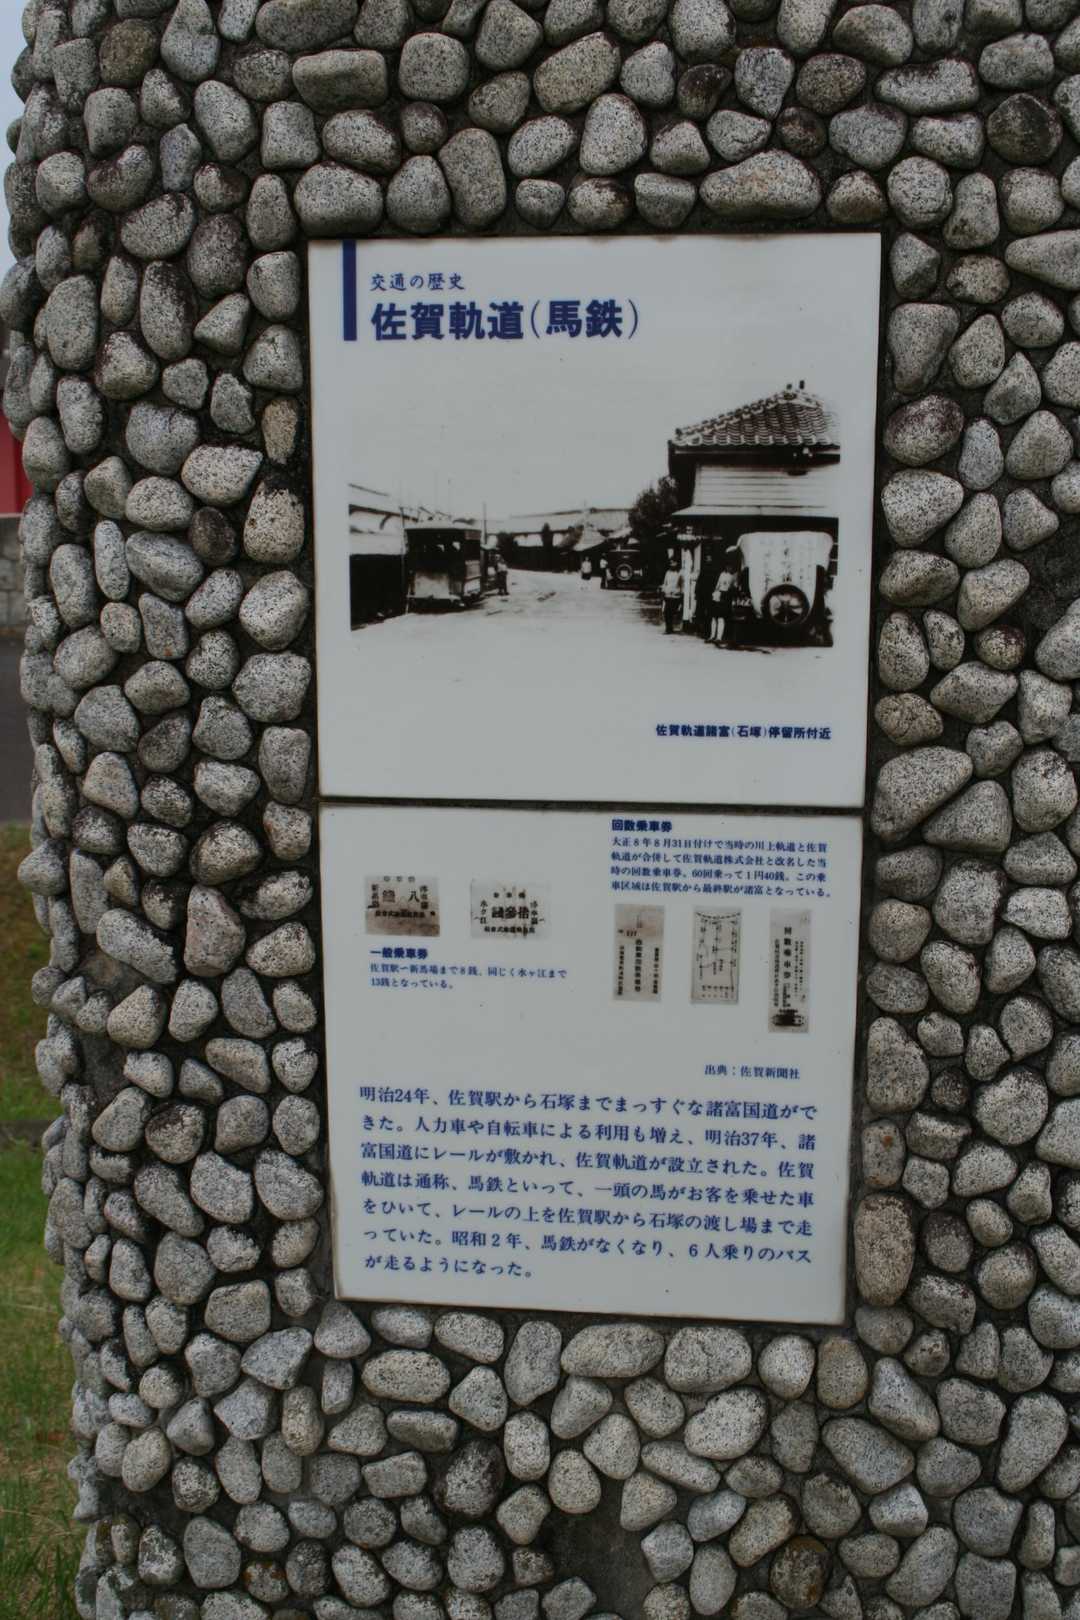 交通の歴史
佐賀軌道(馬鉄)
佐賀軌道諸富(石塚)停留所付近
回数乗車券
大正8年8月31日付けで当時の川上軌道と佐賀
軌道が合併して佐賀軌道株式会社と改名した当
時の回数乗車券、60回乗って1円40銭。この乗
車区域は佐賀駅から最終駅が諸富となっている。
一般乗車券
佐賀駅〜新馬場まで8銭、同じく水ヶ江まで
13銭となっている。
回数乗車券
出典：佐賀新聞社
明治24年、佐賀駅から石塚までまっすぐな諸富国道がで
きた。人力車や自転車による利用も増え、明治37年、諸
富国道にレールが敷かれ、佐賀軌道が設立された。佐賀
軌道は通称、馬鉄といって、一頭の馬がお客を乗せた車
をひいて、レールの上を佐賀駅から石塚の渡し場まで走
っていた。昭和2年、馬鉄がなくなり、6人乗りのバス
が走るようになった。